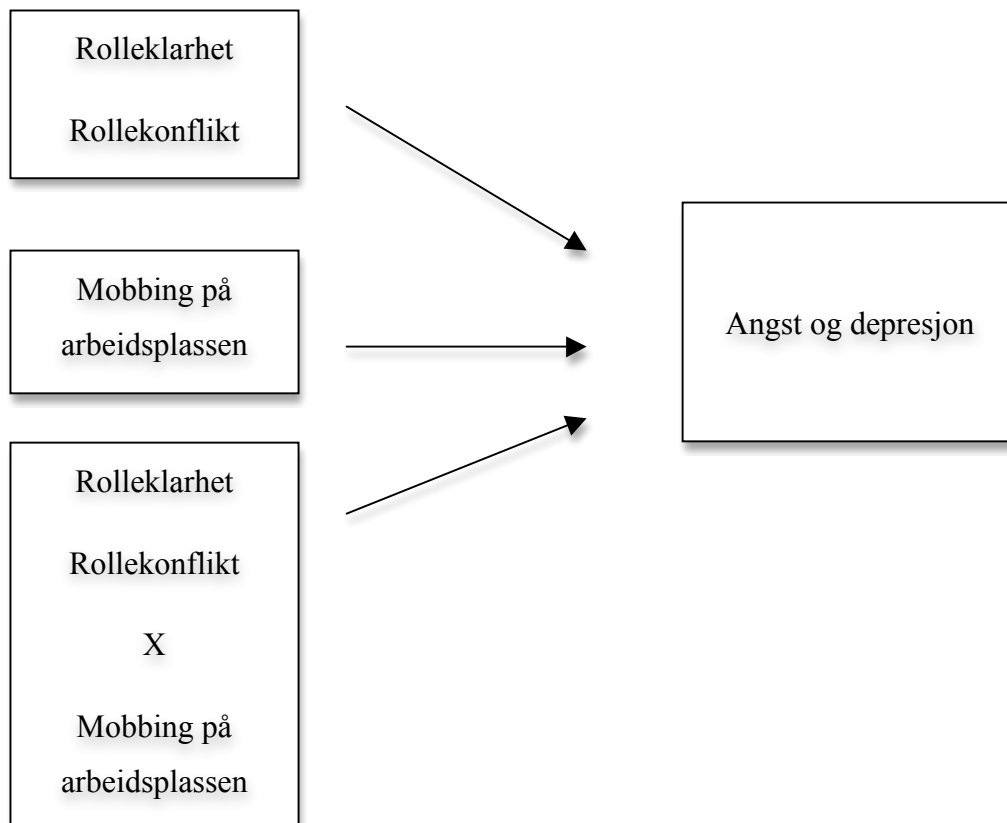 Rolleklarhet
Rollekonflikt
Mobbing på
arbeidsplassen
Rolleklarhet
Rollekonflikt
X
Mobbing på
arbeidsplassen
Angst og depresjon